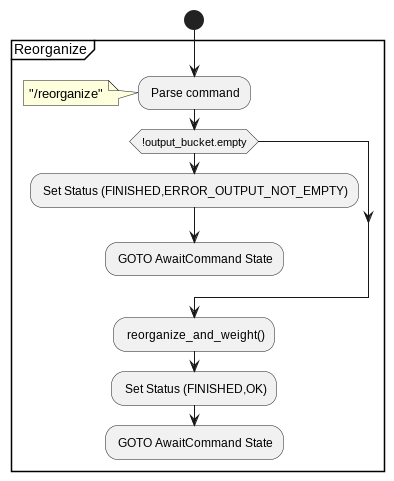 Reorganize
"/reorganize"
Parse command
!output_bucket.empty
Set Status (FINISHED,ERROR_OUTPUT_NOT_EMPTY)
GOTO AwaitCommand State
reorganize_and_weight()
Set Status (FINISHED,OK)
GOTO AwaitCommand State